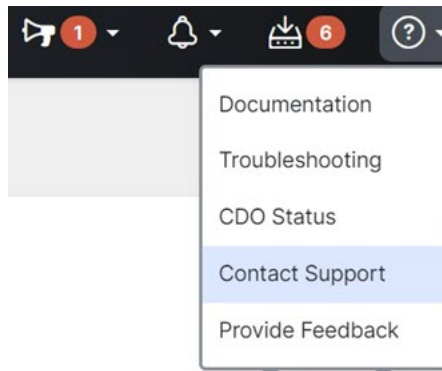 1
6
?
Documentation
Troubleshooting
CDO Status
Contact Support
Provide Feedback